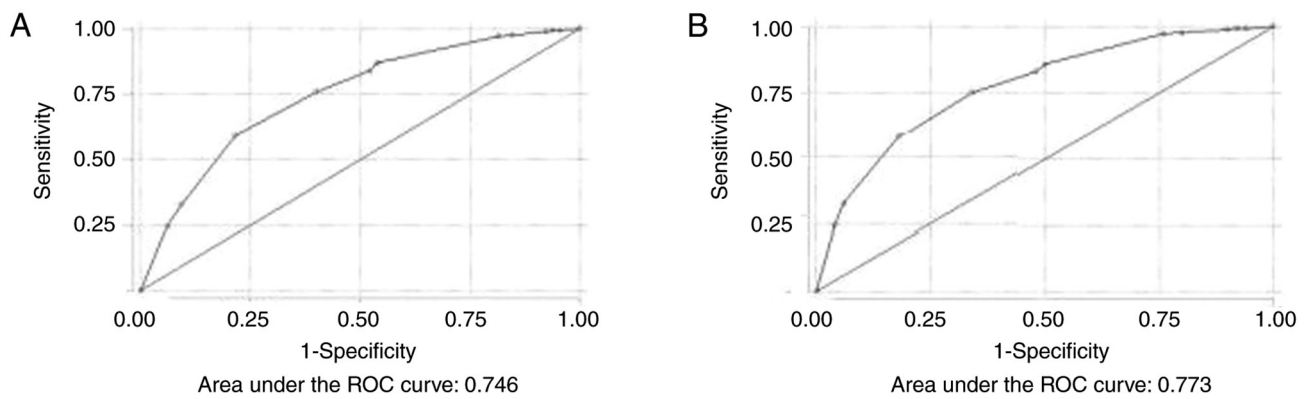 A
1.00
0.75
0.50
0.25
Sensitivity
0.00 0.25 0.50 0.75 1.00
1-Specificity
Area under the ROC curve: 0.746
B
1.00
0.75
0.50
0.25
Sensitivity
0.00 0.25 0.50 0.75 1.00
1-Specificity
Area under the ROC curve: 0.773